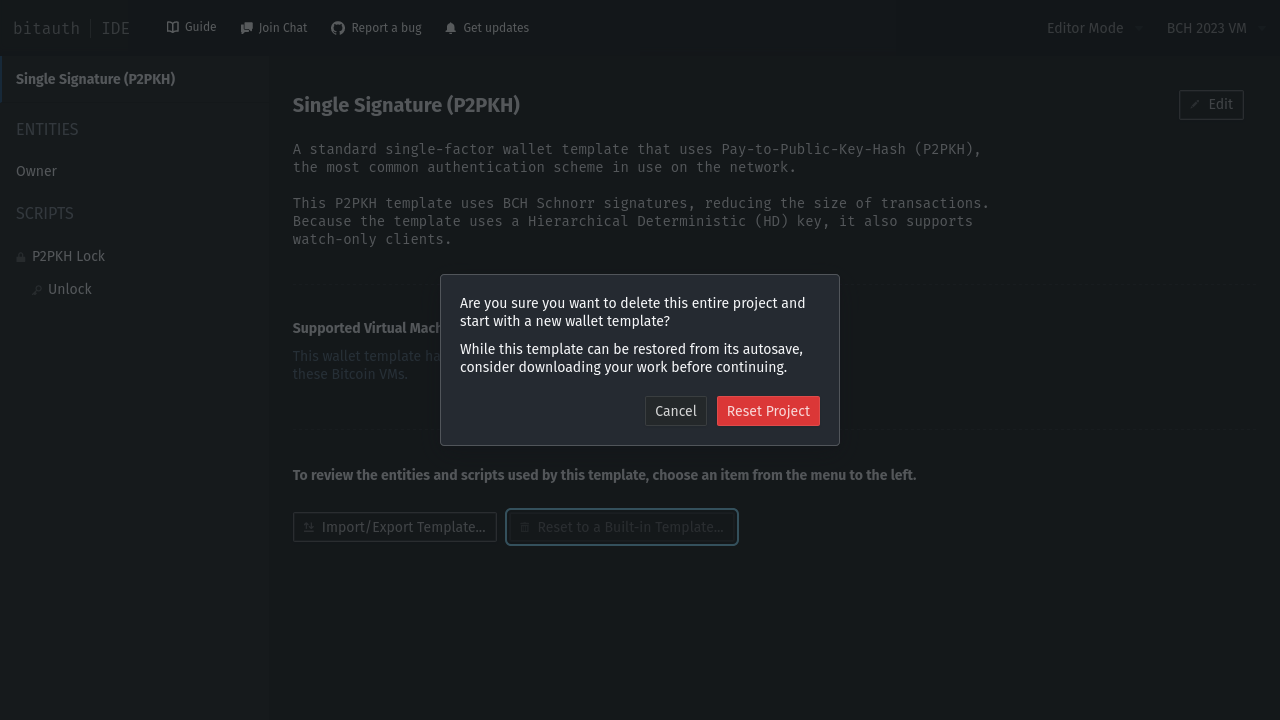 bitauth | IDE
Guide
Join Chat
Report a bug
Get updates
Editor Mode
BCH 2023 VM
Single Signature (P2PKH)
ENTITIES
Owner
SCRIPTS
P2PKH Lock
Unlock
Single Signature (P2PKH)
Edit
A standard single-factor wallet template that uses Pay-to-Public-Key-Hash (P2PKH),
the most common authentication scheme in use on the network.
This P2PKH template uses BCH Schnorr signatures, reducing the size of transactions.
Because the template uses a Hierarchical Deterministic (HD) key, it also supports
watch-only clients.
Supported Virtual Mach
This wallet template ha
these Bitcoin VMs.
Are you sure you want to delete this entire project and
start with a new wallet template?
While this template can be restored from its autosave,
consider downloading your work before continuing.
Cancel
Reset Project
To review the entities and scripts used by this template, choose an item from the menu to the left.
Import/Export Template...
Reset to a Built-in Template...